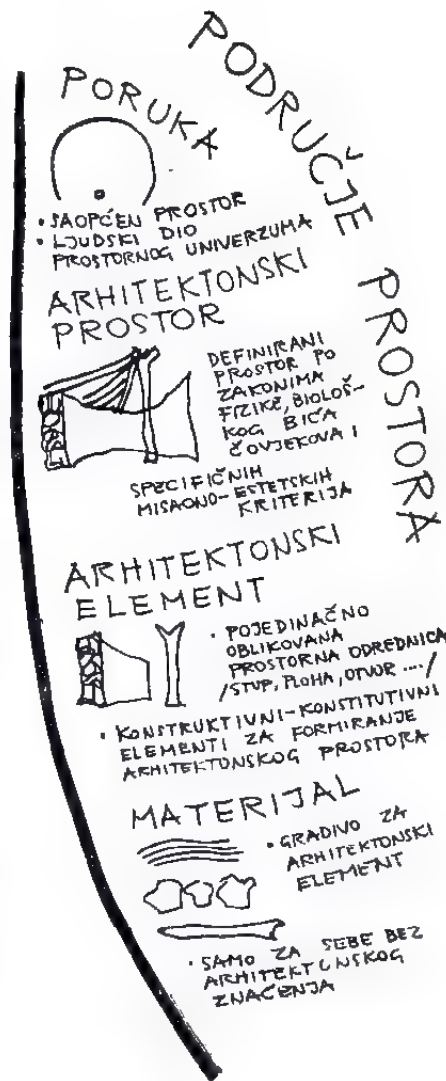 PODRUČJE PROSTORA
PORUKA
• SAOPĆEN PROSTOR
• LJUDSKI DIO
PROSTORNOG UNIVERZUMA
ARHITEKTONSKI
PROSTOR
DEFINIRANI
PROSTOR PO
ZAKONIMA
FIZIKE, BIOLOŠ-
KOG BIĆA
ČOVJEKOVA I
SPECIFIČNIH
MISAONO-ESTETSKIH
KRITERIJA
ARHITEKTONSKI
ELEMENT
• POJEDINAČNO
OBLIKOVANA
PROSTORNA ODREDNICA
/STUP, PLOHA, OTVOR ..../
• KONSTRUKTIVNI-KONSTITUTIVNI
ELEMENTI ZA FORMIRANJE
ARHITEKTONSKOG PROSTORA
MATERIJAL
• GRADIVO ZA
ARHITEKTONSKI
ELEMENT
• SAMO ZA SEBE BEZ
ARHITEKTONSKOG
ZNAČENJA